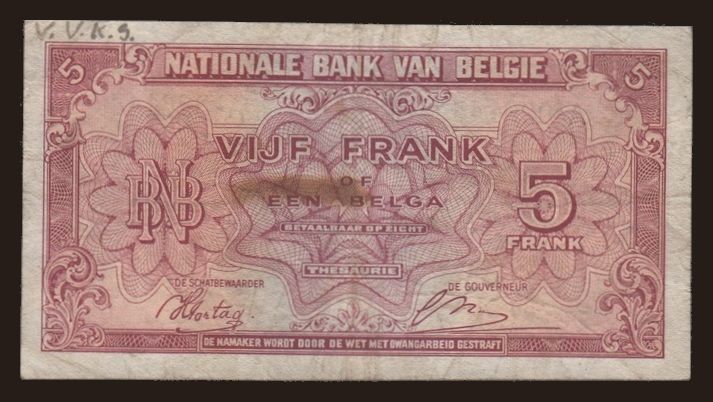 V. V. K. S.
5 NATIONALE BANK VAN BELGIE 5
VIJF FRANK
OF
EEN BELGA
BNB
5
FRANK
BETAALBAAR OP ZICHT
THESAURIE
DE SCHATBEWAARDER
DE GOUVERNEUR
DE NAMAKER WORDT DOOR DE WET MET DWANGARBEID GESTRAFT